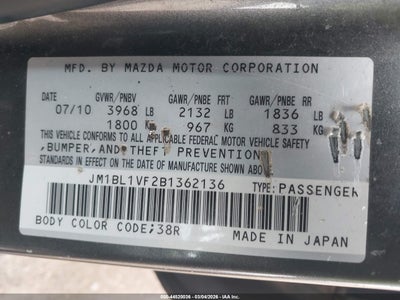 MFD. BY MAZDA MOTOR CORPORATION
DATE GVWR/PNBV GAWR/PNBE FRT GAWR/PNBE RR
07/10 3968 LB 2132 LB 1836 LB
1800 KG 967 KG 833 KG
THIS VEHICLE CONFORMS TO ALL APPLICABLE FEDERAL MOTOR VEHICLE SAFETY
,BUMPER,AND THEFT PREVENTION
STANDARDS IN EFFECT ON THE DATE OF MANUFACTURE SHOWN ABOVE
JM1BL1VF2B1362136 TYPE:PASSENGER
BODY COLOR CODE;38R MADE IN JAPAN